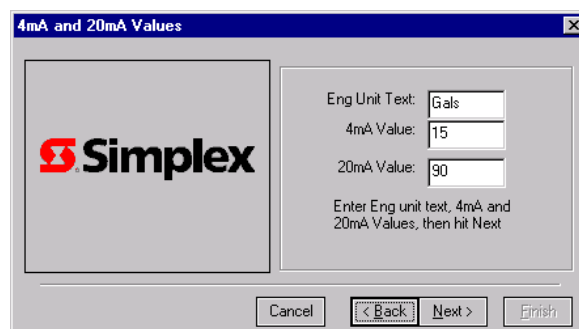 4mA and 20mA Values
Simplex
Eng Unit Text: Gals
4mA Value: 15
20mA Value: 90
Enter Eng unit text, 4mA and
20mA Values, then hit Next
Cancel < Back Next > Finish